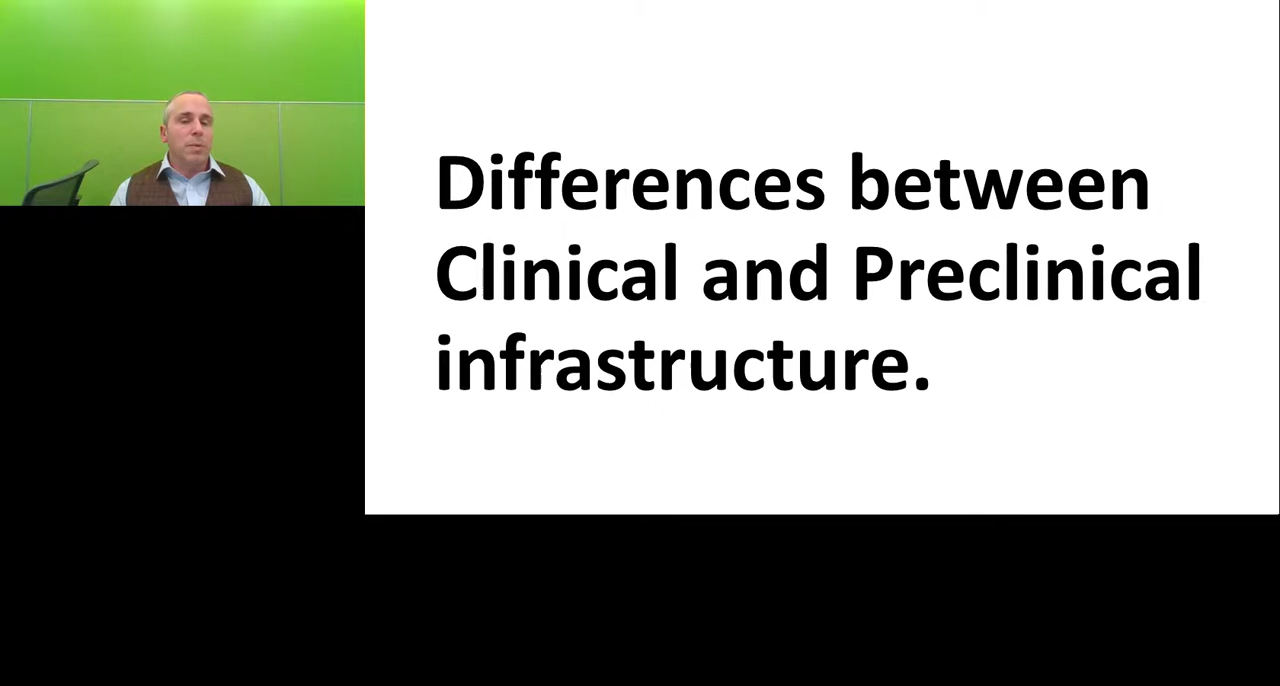 Differences between
Clinical and Preclinical
infrastructure.